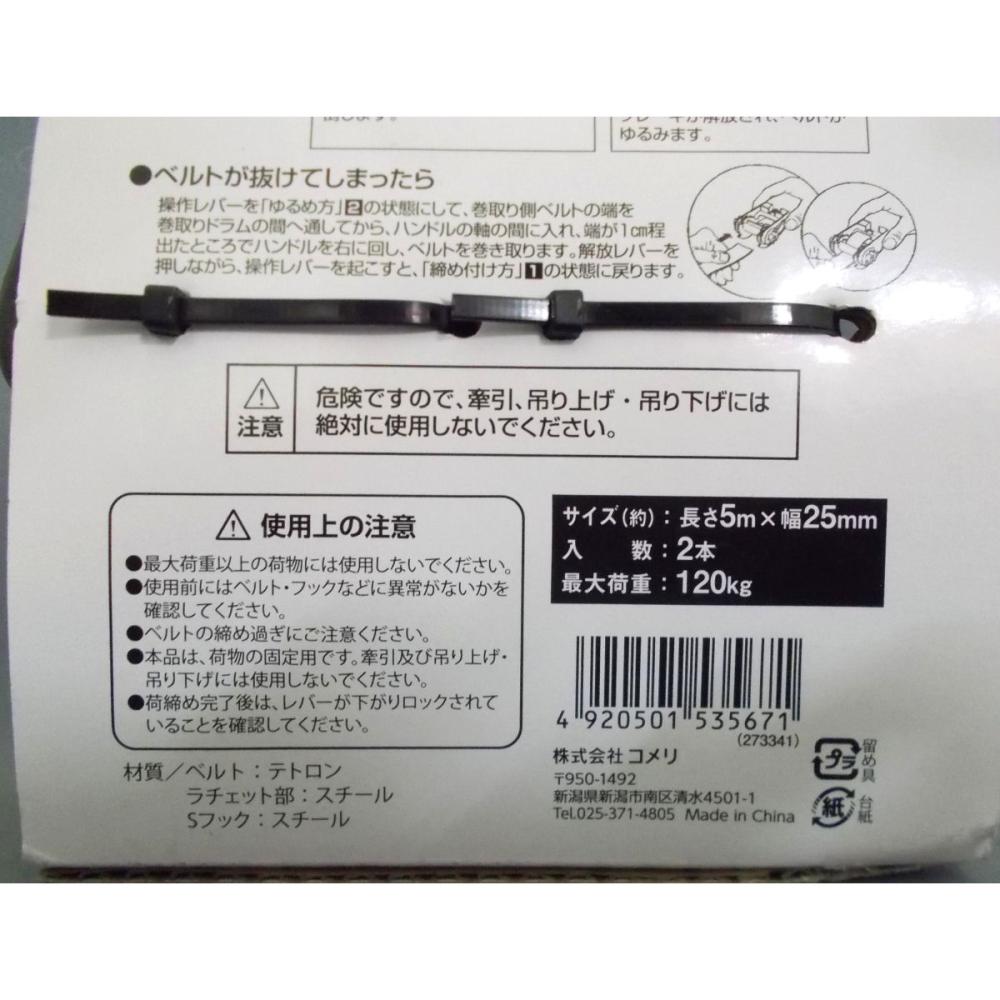 ブレーキが解放され、ベルトが
ゆるみます。
●ベルトが抜けてしまったら
操作レバーを「ゆるめ方」2の状態にして、巻取り側ベルトの端を
巻取りドラムの間へ通してから、ハンドルの軸の間に入れ、端が1cm程
出たところでハンドルを右に回し、ベルトを巻き取ります。解放レバーを
押しながら、操作レバーを起こすと、「締め付け方」1の状態に戻ります。
注意
危険ですので、牽引、吊り上げ・吊り下げには
絶対に使用しないでください。
使用上の注意
●最大荷重以上の荷物には使用しないでください。
●使用前にはベルト・フックなどに異常がないかを
確認してください。
●ベルトの締め過ぎにご注意ください。
●本品は、荷物の固定用です。牽引及び吊り上げ・
吊り下げには使用しないでください。
●荷締め完了後は、レバーが下がりロックされて
いることを確認してください。
材質／ベルト：テトロン
ラチェット部：スチール
Sフック：スチール
サイズ(約)：長さ5m×幅25mm
入　数：2本
最大荷重：120kg
4 920501 535671
(273341)
株式会社 コメリ
〒950-1492
新潟県新潟市南区清水4501-1
Tel.025-371-4805 Made in China
プラ
留め具
紙
台紙